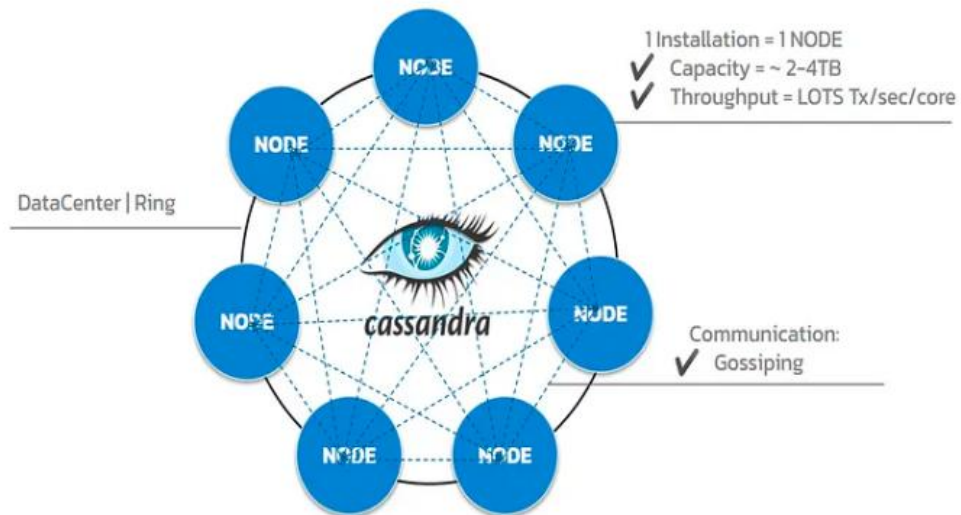 NODE
1 Installation = 1 NODE
✔ Capacity = ~ 2-4TB
✔ Throughput = LOTS Tx/sec/core
NODE
NODE
DataCenter | Ring
NODE
cassandra
NODE
Communication:
✔ Gossiping
NODE
NODE